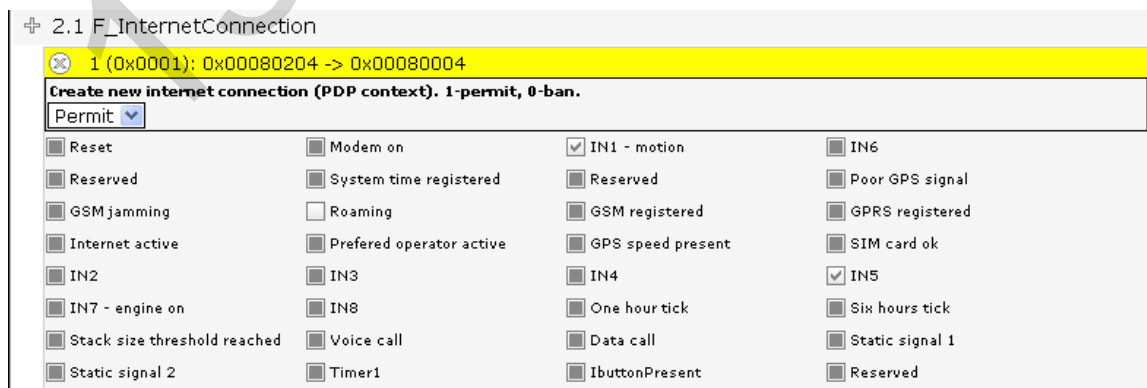 2.1 F_InternetConnection
1 (0x0001): 0x00080204 -> 0x00080004
Create new internet connection (PDP context). 1-permit, 0-ban.
Permit
Reset Modem on IN1 - motion IN6
Reserved System time registered Reserved Poor GPS signal
GSM jamming Roaming GSM registered GPRS registered
Internet active Prefered operator active GPS speed present SIM card ok
IN2 IN3 IN4 IN5
IN7 - engine on IN8 One hour tick Six hours tick
Stack size threshold reached Voice call Data call Static signal 1
Static signal 2 Timer1 IbuttonPresent Reserved